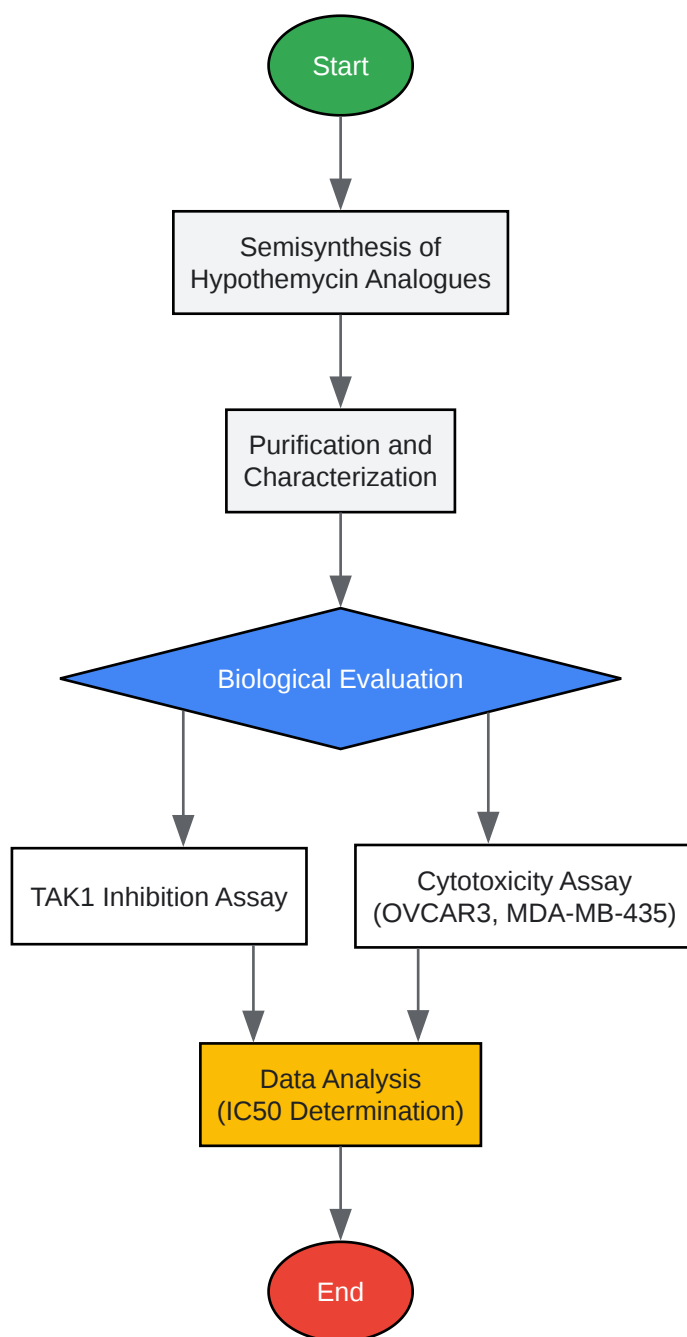 Start
Semisynthesis of
Hypothemycin Analogues
Purification and
Characterization
Biological Evaluation
TAK1 Inhibition Assay
Cytotoxicity Assay
(OVCAR3, MDA-MB-435)
Data Analysis
(IC50 Determination)
End